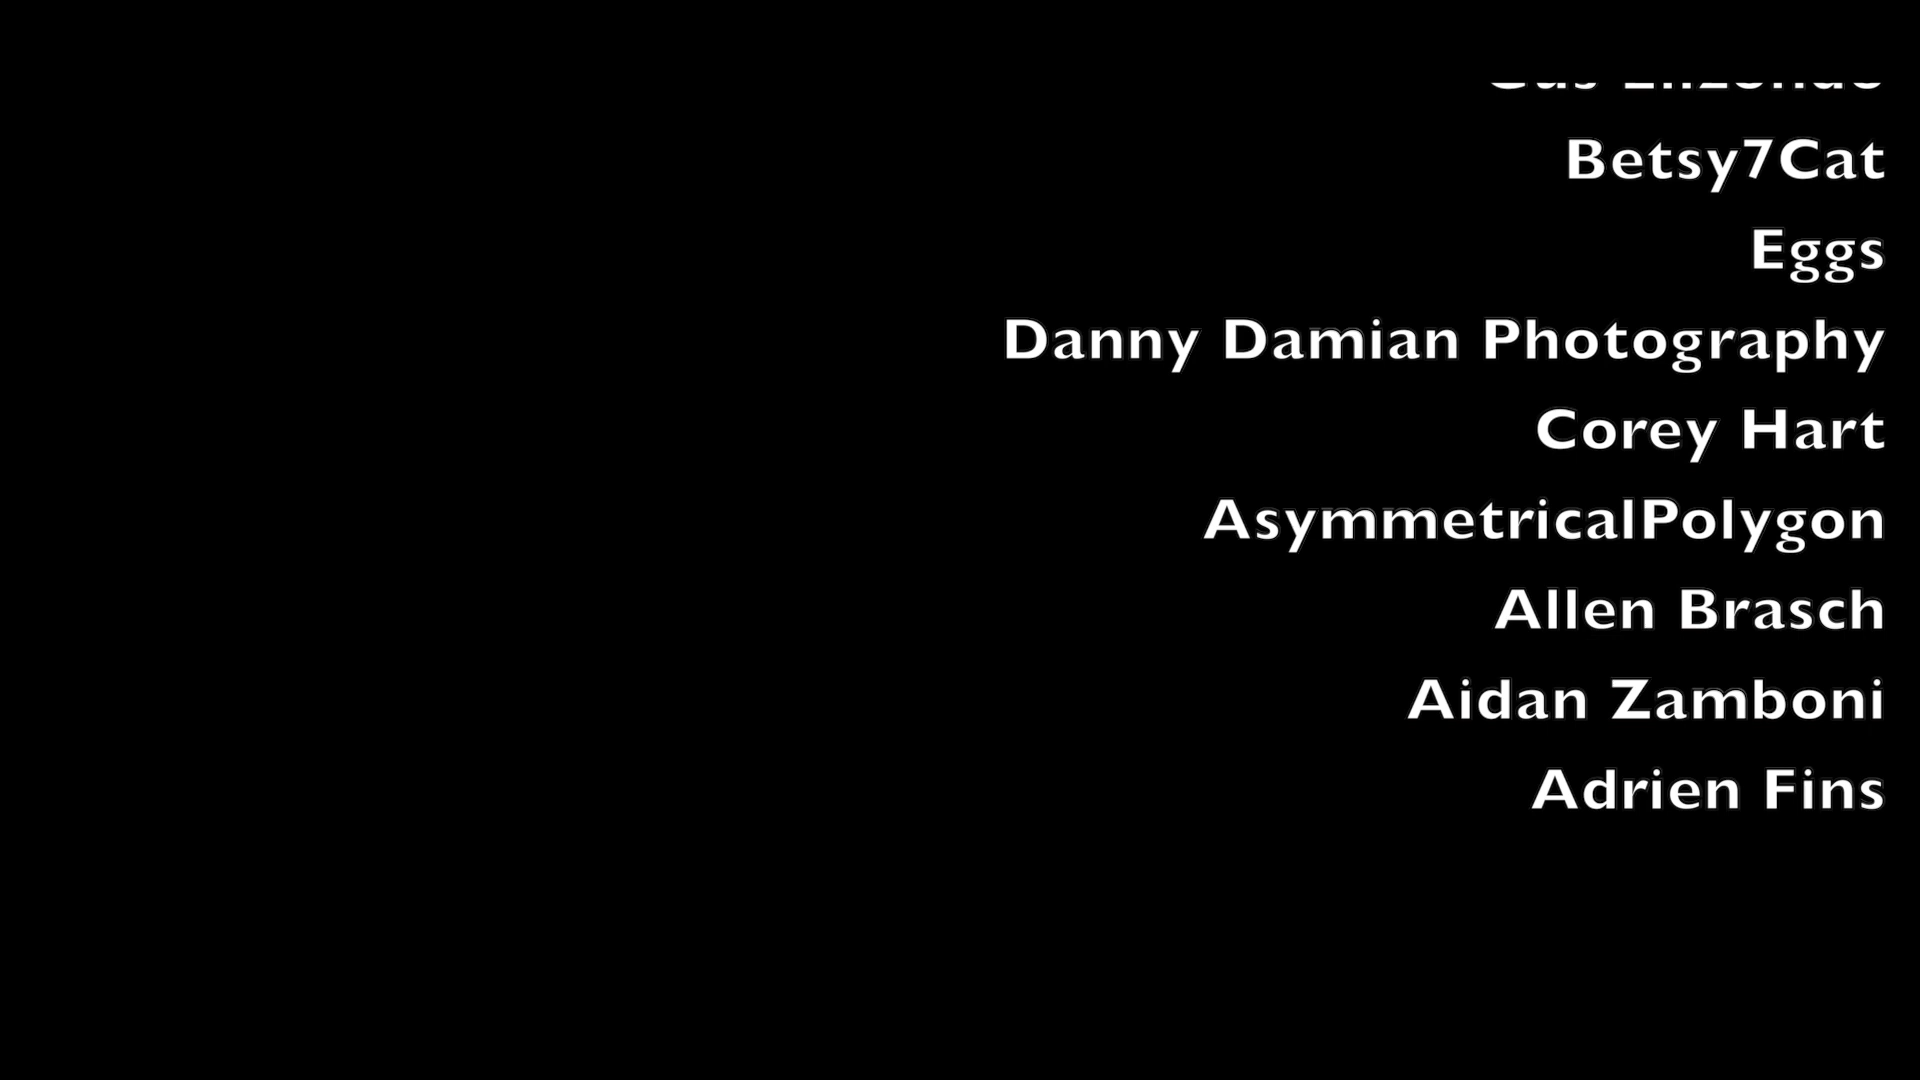 Betsy7Cat
Eggs
Danny Damian Photography
Corey Hart
AsymmetricalPolygon
Allen Brasch
Aidan Zamboni
Adrien Fins